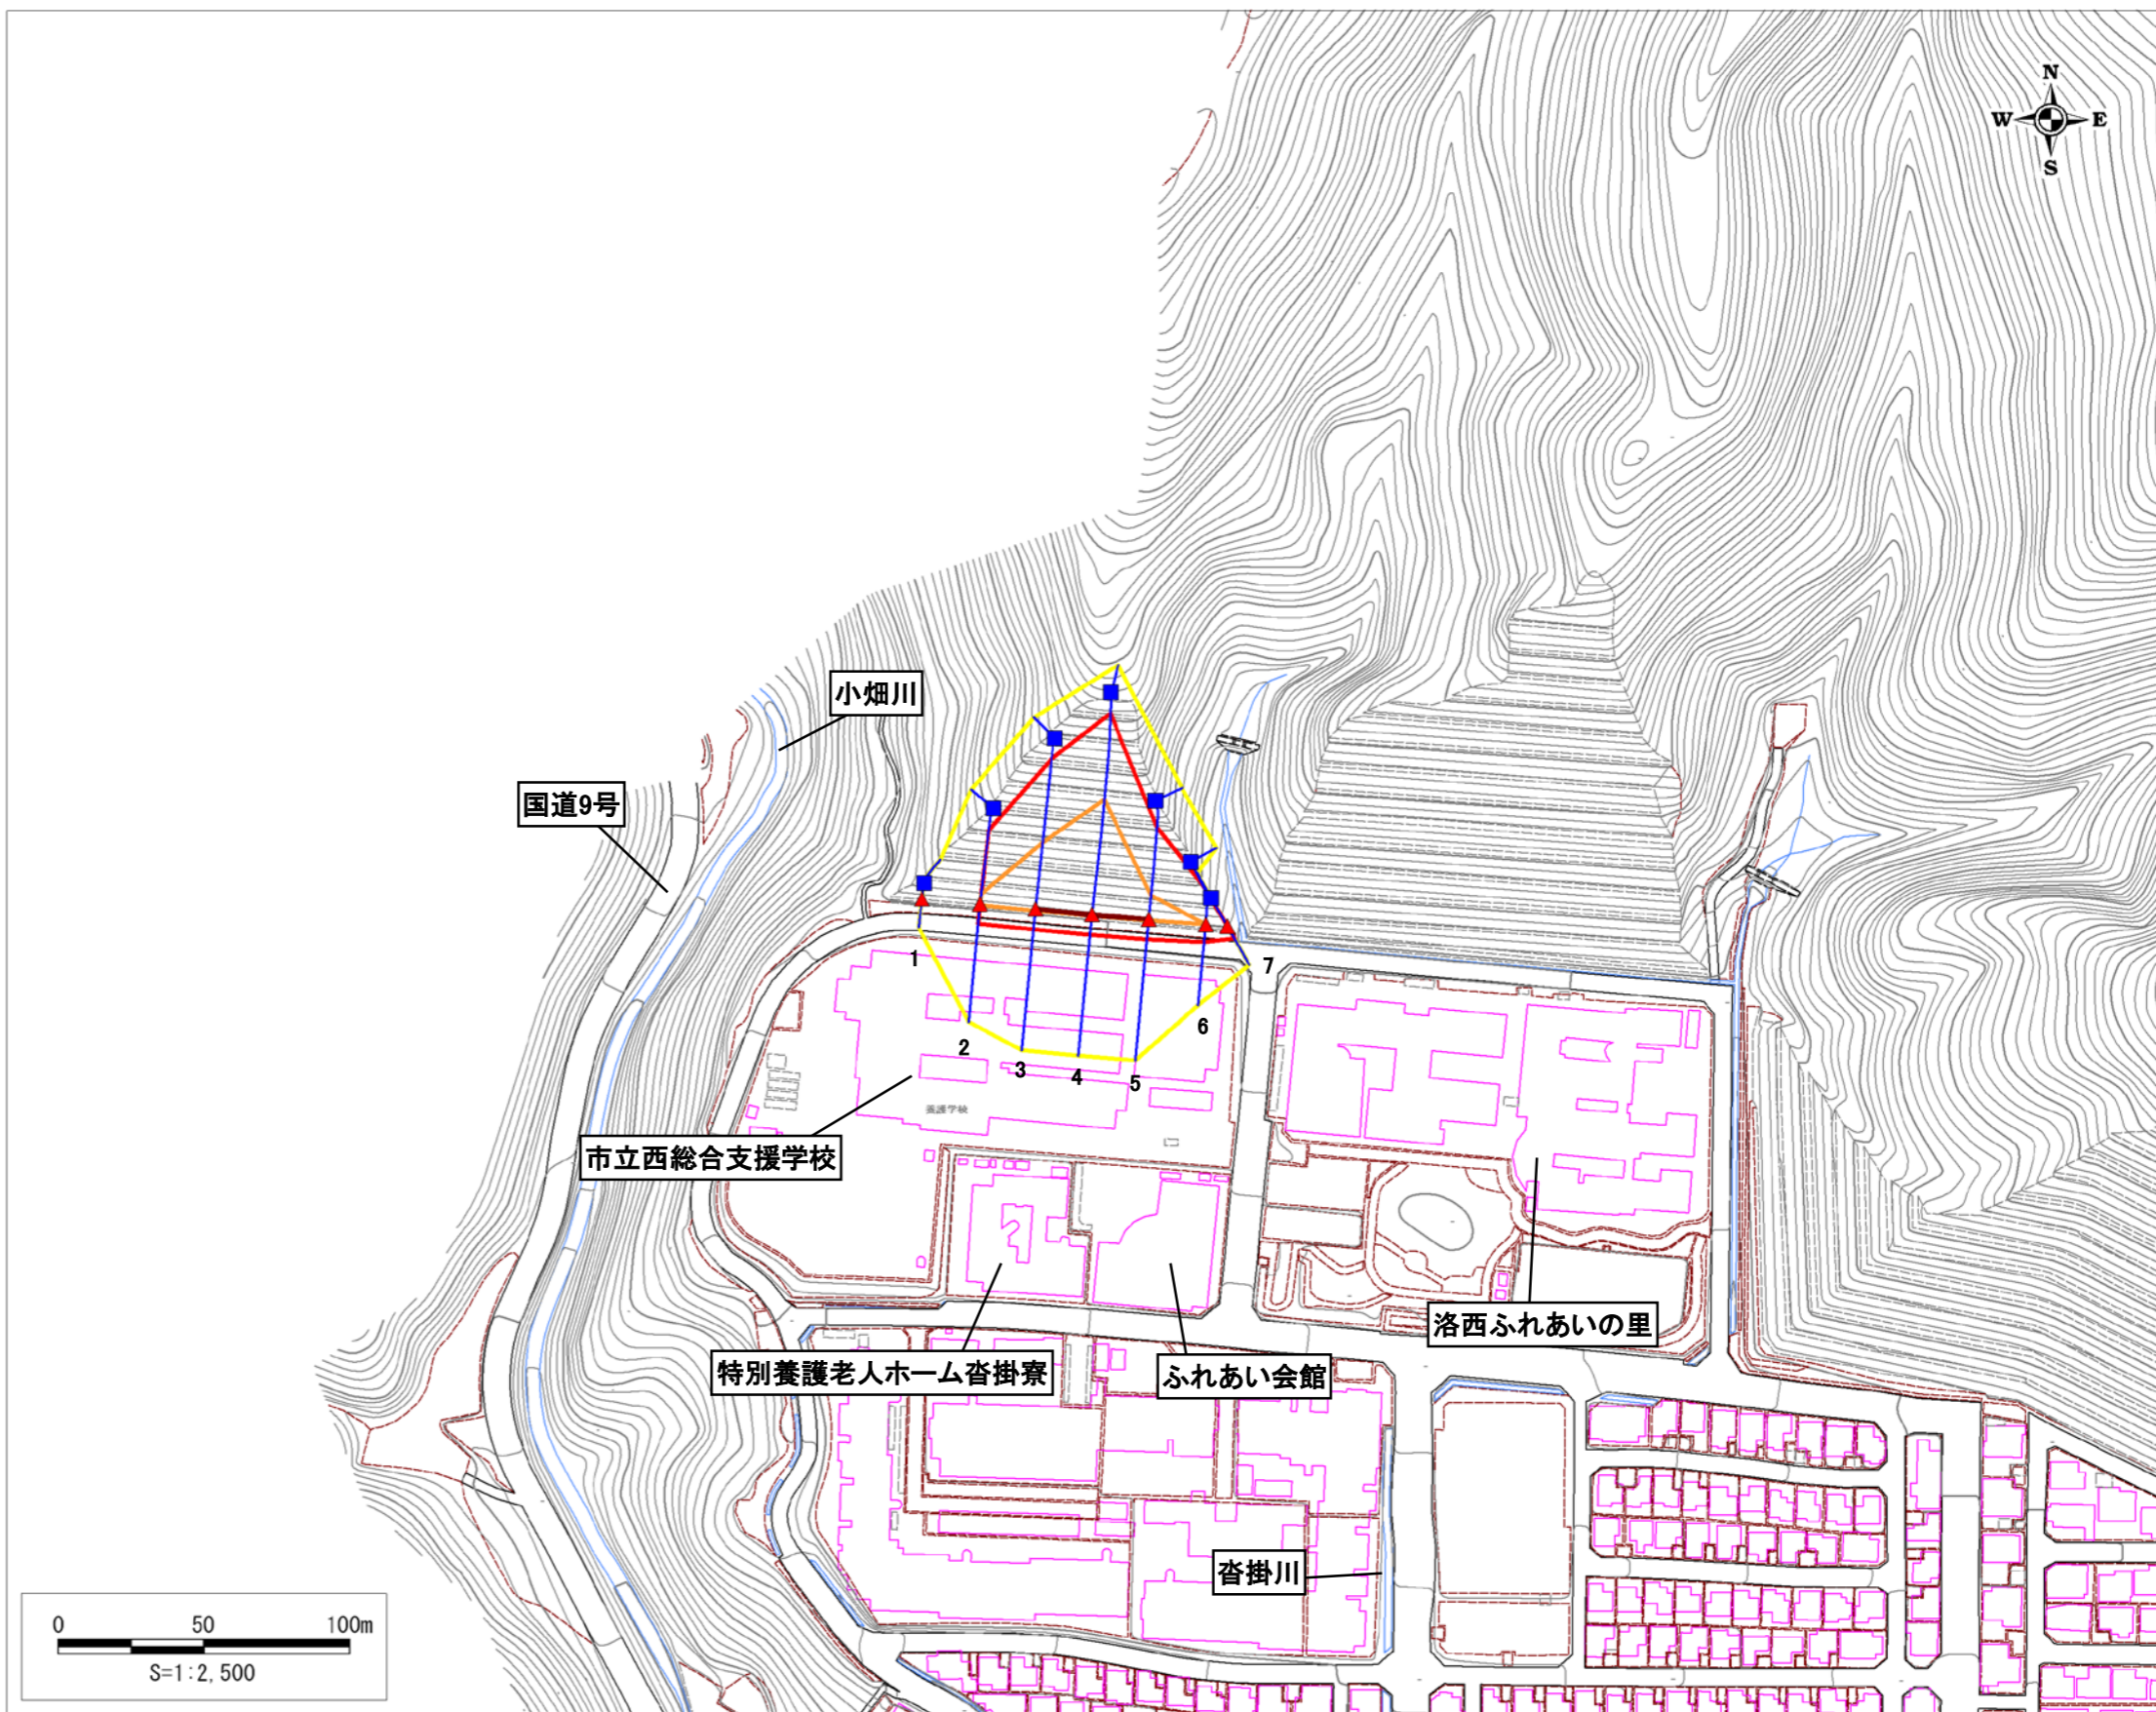 N
W E
S
小畑川
国道9号
1
7
6
2
3
4
5
養護学校
市立西総合支援学校
洛西ふれあいの里
特別養護老人ホーム沓掛寮
ふれあい会館
沓掛川
0 50 100m
S=1:2,500